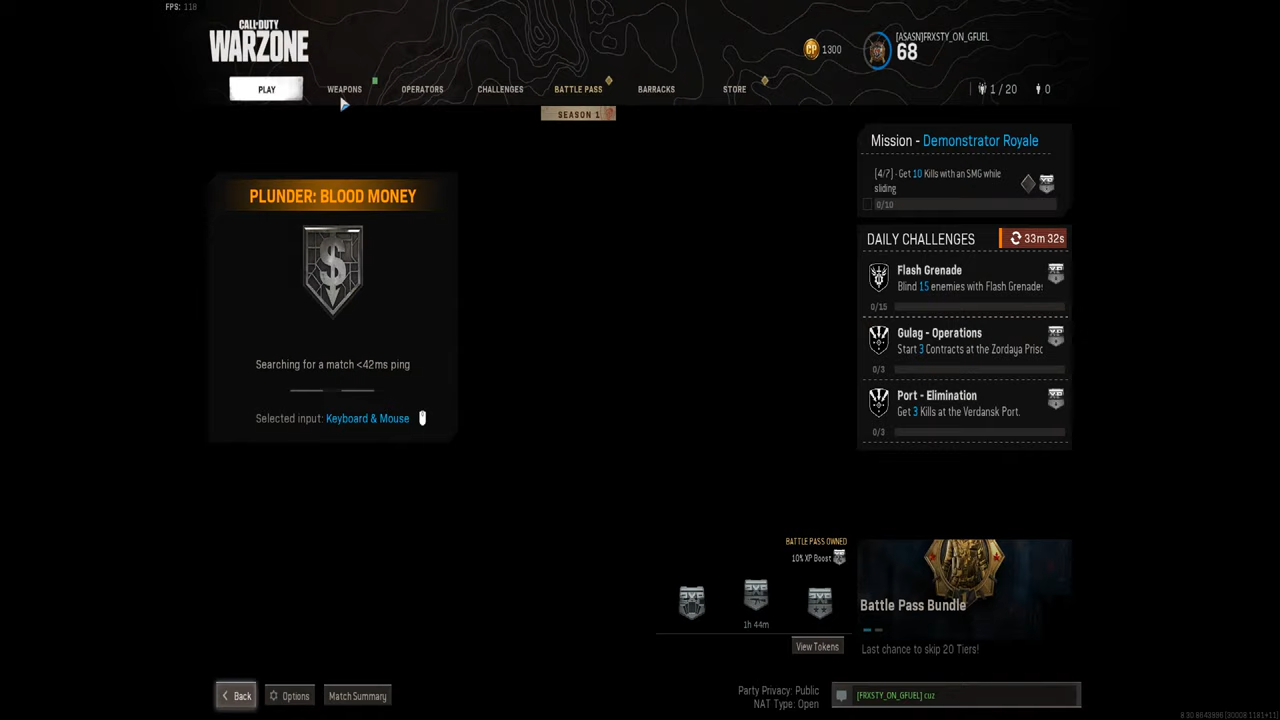 FPS: 118
CALL OF DUTY
WARZONE
CP 1300
[ASASN]FRXSTY_ON_GFUEL
68
PLAY
WEAPONS
OPERATORS
CHALLENGES
BATTLE PASS
BARRACKS
STORE
1 / 20
0
SEASON 1
Mission - Demonstrator Royale
(4/7) - Get 10 Kills with an SMG while
sliding
0/10
PLUNDER: BLOOD MONEY
Searching for a match <42ms ping
Selected input: Keyboard & Mouse
DAILY CHALLENGES
33m 32s
Flash Grenade
Blind 15 enemies with Flash Grenades
0/15
Gulag - Operations
Start 3 Contracts at the Zordaya Prisc
0/3
Port - Elimination
Get 3 Kills at the Verdansk Port.
0/3
BATTLE PASS OWNED
10% XP Boost
2XP
2XP
2XP
1h 44m
View Tokens
Battle Pass Bundle
Last chance to skip 20 Tiers!
Back
Options
Match Summary
Party Privacy: Public
NAT Type: Open
[FRXSTY_ON_GFUEL] cuz